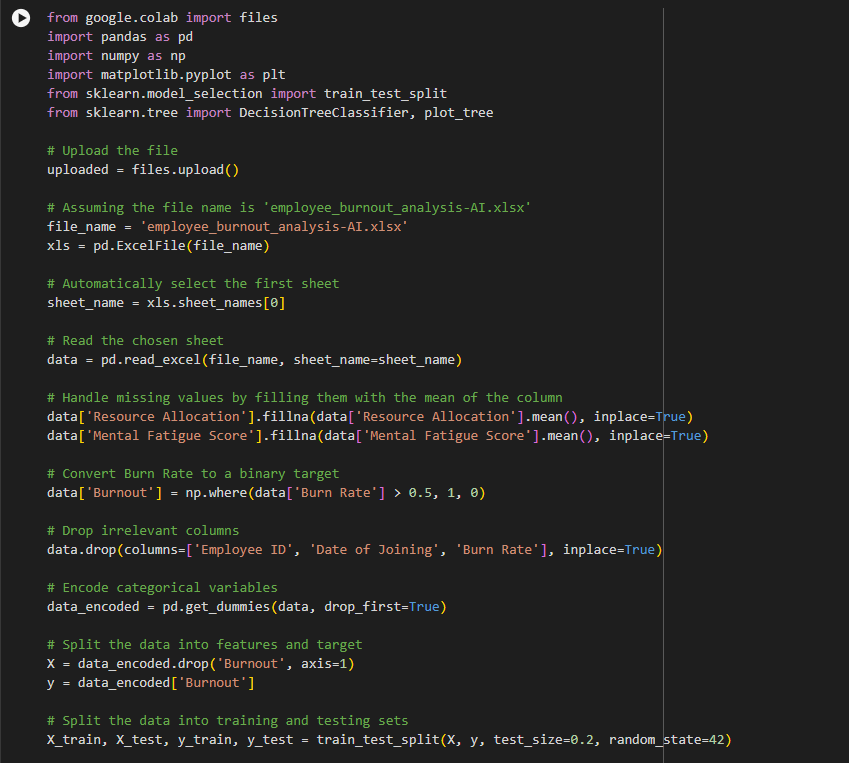 from google.colab import files
import pandas as pd
import numpy as np
import matplotlib.pyplot as plt
from sklearn.model_selection import train_test_split
from sklearn.tree import DecisionTreeClassifier, plot_tree
# Upload the file
uploaded = files.upload()
# Assuming the file name is 'employee_burnout_analysis-AI.xlsx'
file_name = 'employee_burnout_analysis-AI.xlsx'
xls = pd.ExcelFile(file_name)
# Automatically select the first sheet
sheet_name = xls.sheet_names[0]
# Read the chosen sheet
data = pd.read_excel(file_name, sheet_name=sheet_name)
# Handle missing values by filling them with the mean of the column
data['Resource Allocation'].fillna(data['Resource Allocation'].mean(), inplace=True)
data['Mental Fatigue Score'].fillna(data['Mental Fatigue Score'].mean(), inplace=True)
# Convert Burn Rate to a binary target
data['Burnout'] = np.where(data['Burn Rate'] > 0.5, 1, 0)
# Drop irrelevant columns
data.drop(columns=['Employee ID', 'Date of Joining', 'Burn Rate'], inplace=True)
# Encode categorical variables
data_encoded = pd.get_dummies(data, drop_first=True)
# Split the data into features and target
X = data_encoded.drop('Burnout', axis=1)
y = data_encoded['Burnout']
# Split the data into training and testing sets
X_train, X_test, y_train, y_test = train_test_split(X, y, test_size=0.2, random_state=42)